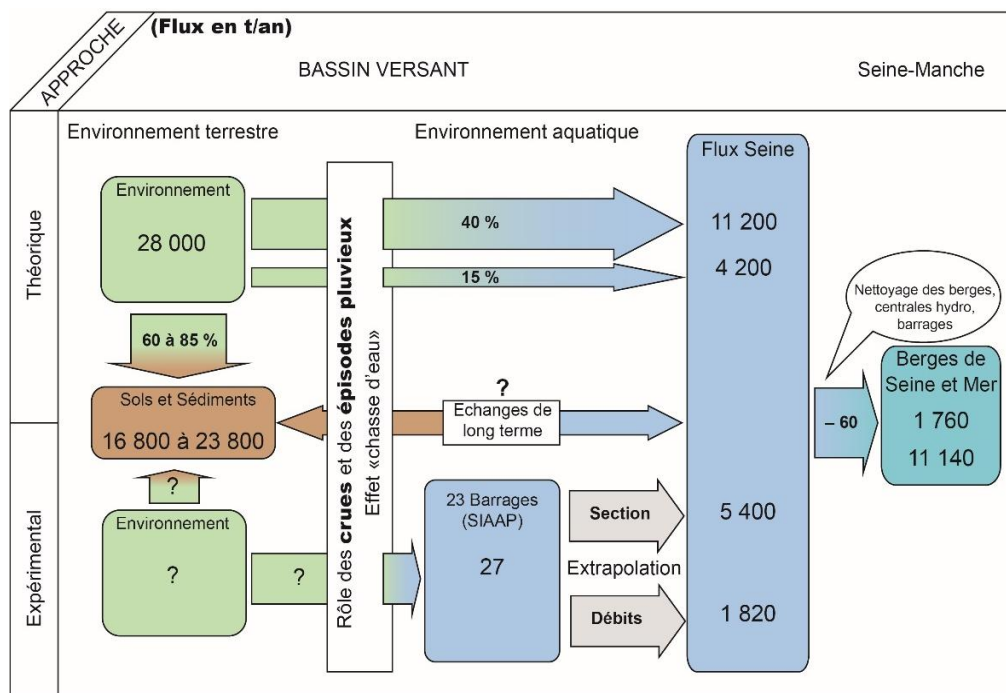 APPROCHE
(Flux en t/an)
BASSIN VERSANT
Seine-Manche
Théorique
Expérimental
Environnement terrestre
Environnement aquatique
Environnement
28 000
60 à 85 %
Sols et Sédiments
16 800 à 23 800
?
Environnement
?
?
Rôle des crues et des épisodes pluvieux
Effet «chasse d'eau»
40 %
15 %
?
Echanges de
long terme
23 Barrages
(SIAAP)
27
Section
Extrapolation
Débits
Flux Seine
11 200
4 200
5 400
1 820
Nettoyage des berges,
centrales hydro,
barrages
– 60
Berges de
Seine et Mer
1 760
11 140